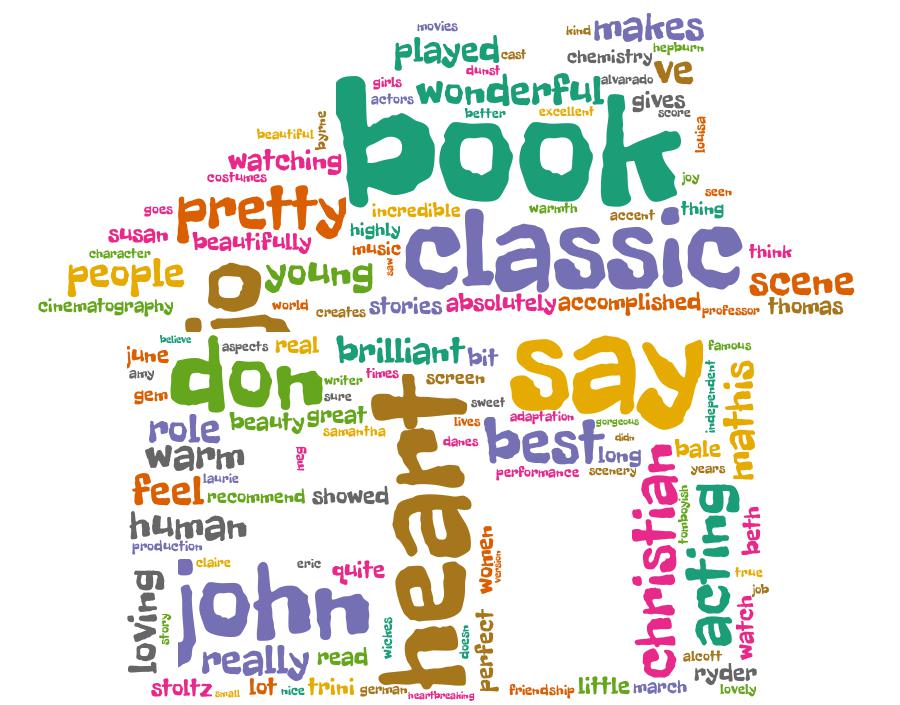 movies
kind makes
played cast
chemistry hepburn
dunst
alvarado ve
girls
actors wonderful
gives
score
better excellent
book
louisa
beautiful byrne
watching
costumes
joy
seen
goes pretty
incredible warmth accent thing
susan beautifully
highly
music
saw
classic
think
character
people
jo young
scene
cinematography
world
creates stories absolutely accomplished professor thomas
believe
june
aspects real
brilliant bit
say
famous
amy
don
times
screen
independent
mathis
gem
writer
sure
sweet
role
beauty great
samantha
lives
adaptation
gorgeous
danes
best
didn
long
bale
years
warm
meg
heart
performance scenery
laurie
feel recommend showed
christian
tomboyish
acting
human
production
beth
women
version
claire
eric
quite
true
job
loving
story
john
watch
wiches
doesn
perfect
really read
alcott
ryder
stoltz small lot nice trini german
heartbreaking
friendship little march lovely